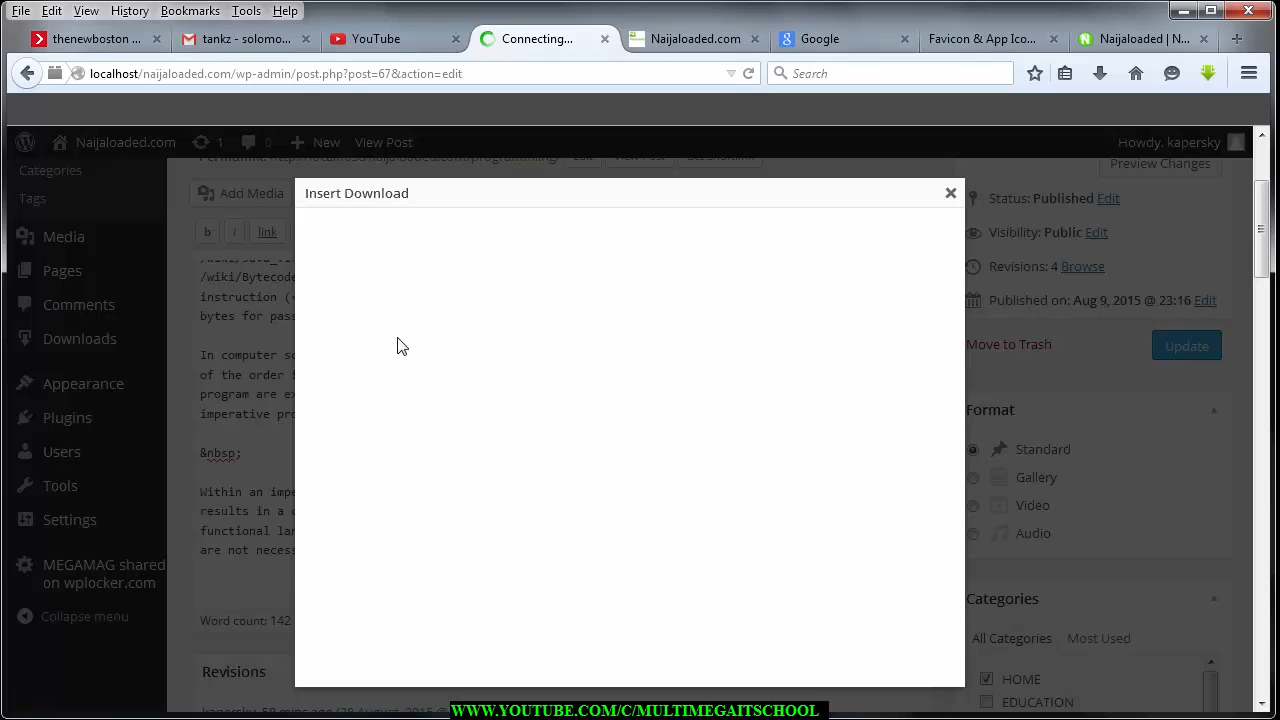 File Edit View History Bookmarks Tools Help
thenewboston ...
tankz - solomo...
YouTube
Connecting...
Naijaloaded.com
Google
Favicon & App Ico...
Naijaloaded | N...
localhost/naijaloaded.com/wp-admin/post.php?post=67&action=edit
Search
Naijaloaded.com
1
0
New
View Post
Howdy, kapersky
Categories
Tags
Media
Pages
Comments
Downloads
Appearance
Plugins
Users
Tools
Settings
MEGAMAG shared
on wplocker.com
Collapse menu
Add Media
b
i
link
/wiki/Bytecode
instruction (
bytes for pas
In computer sc
of the order i
program are ex
imperative pro
&nbsp;
Within an impe
results in a
functional lan
are not necess
Word count: 142
Revisions
Insert Download
Preview Changes
Status: Published Edit
Visibility: Public Edit
Revisions: 4 Browse
Published on: Aug 9, 2015 @ 23:16 Edit
Move to Trash
Update
Format
Standard
Gallery
Video
Audio
Categories
All Categories
Most Used
HOME
EDUCATION
WWW.YOUTUBE.COM/C/MULTIMEGAITSCHOOL